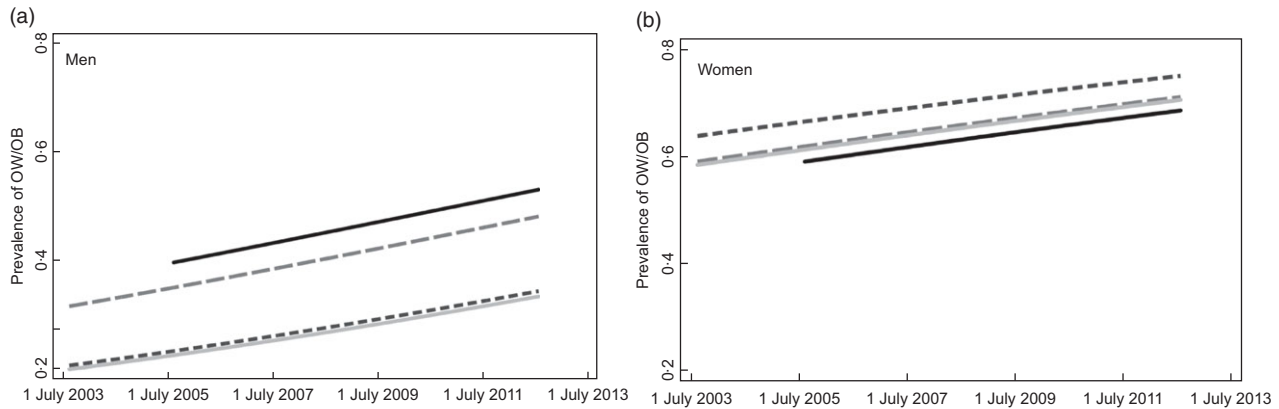 (a)
Men
Prevalence of OW/OB
0·8
0·6
0·4
0·2
1 July 2003 1 July 2005 1 July 2007 1 July 2009 1 July 2011 1 July 2013
(b)
Women
Prevalence of OW/OB
0·8
0·6
0·4
0·2
1 July 2003 1 July 2005 1 July 2007 1 July 2009 1 July 2011 1 July 2013